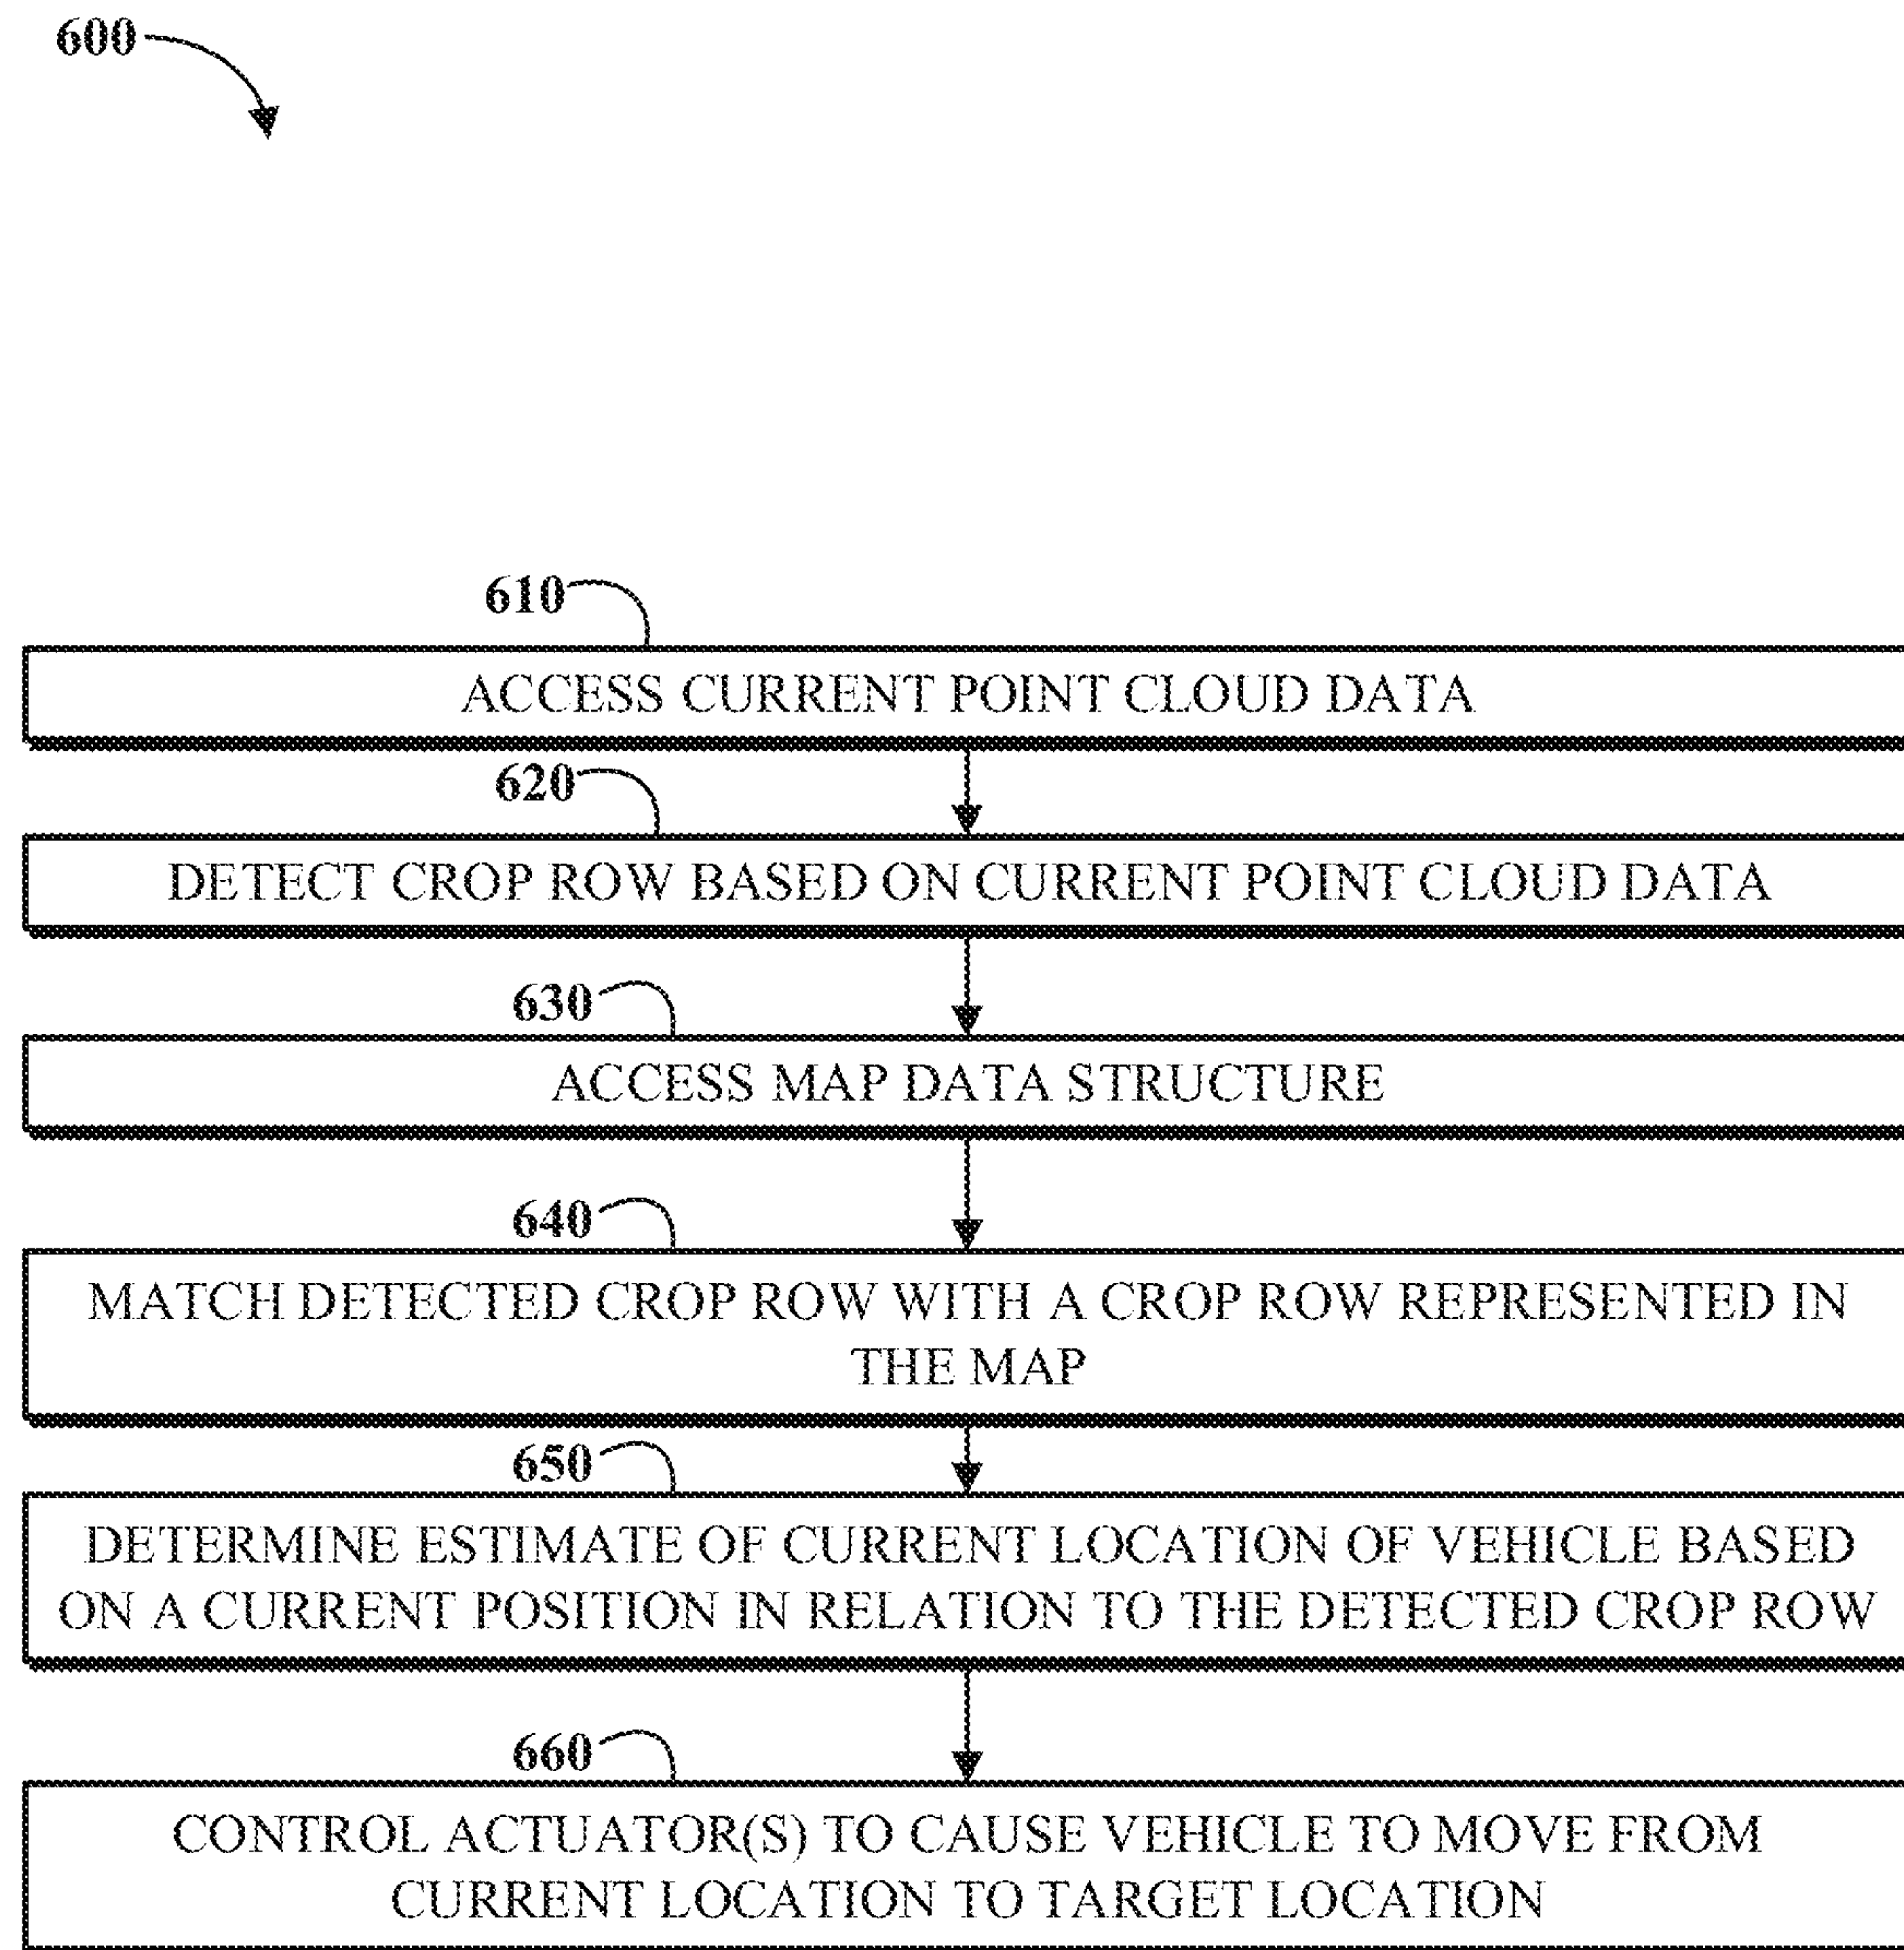 600
610
ACCESS CURRENT POINT CLOUD DATA
620
DETECT CROP ROW BASED ON CURRENT POINT CLOUD DATA
630
ACCESS MAP DATA STRUCTURE
640
MATCH DETECTED CROP ROW WITH A CROP ROW REPRESENTED IN
THE MAP
650
DETERMINE ESTIMATE OF CURRENT LOCATION OF VEHICLE BASED
ON A CURRENT POSITION IN RELATION TO THE DETECTED CROP ROW
660
CONTROL ACTUATOR(S) TO CAUSE VEHICLE TO MOVE FROM
CURRENT LOCATION TO TARGET LOCATION